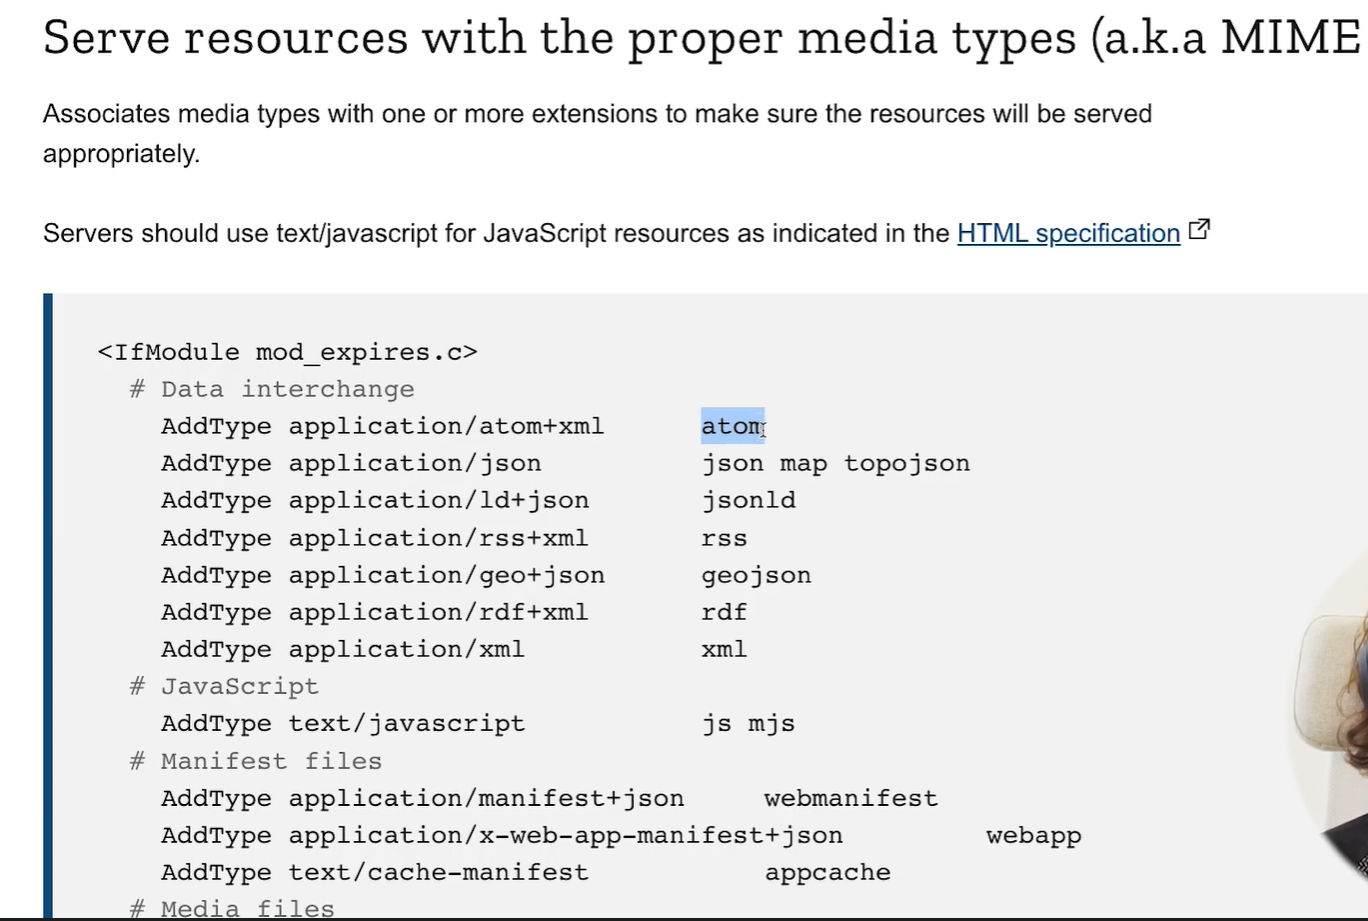 Serve resources with the proper media types (a.k.a MIME
Associates media types with one or more extensions to make sure the resources will be served
appropriately.
Servers should use text/javascript for JavaScript resources as indicated in the HTML specification
<IfModule mod_expires.c>
# Data interchange
AddType application/atom+xml atom
AddType application/json json map topojson
AddType application/ld+json jsonld
AddType application/rss+xml rss
AddType application/geo+json geojson
AddType application/rdf+xml rdf
AddType application/xml xml
# JavaScript
AddType text/javascript js mjs
# Manifest files
AddType application/manifest+json webmanifest
AddType application/x-web-app-manifest+json webapp
AddType text/cache-manifest appcache
# Media files